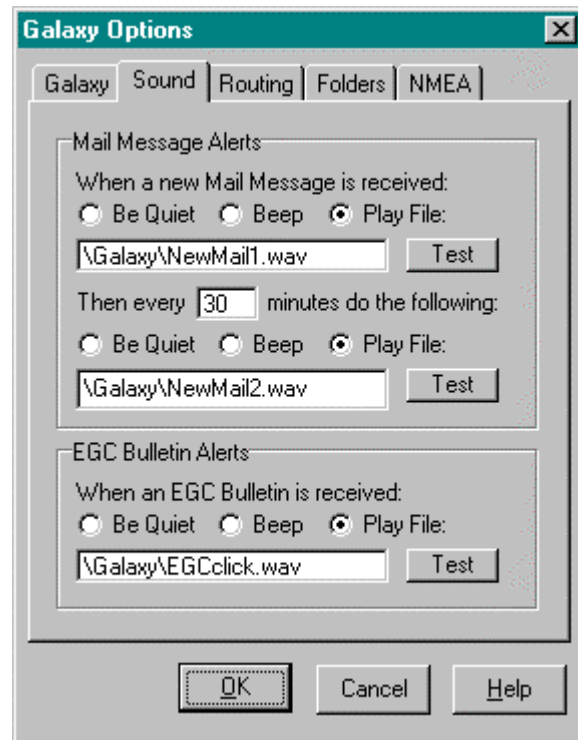 Galaxy Options
Galaxy Sound Routing Folders NMEA
Mail Message Alerts
When a new Mail Message is received:
Be Quiet Beep Play File:
\Galaxy\NewMail1.wav Test
Then every 30 minutes do the following:
Be Quiet Beep Play File:
\Galaxy\NewMail2.wav Test
EGC Bulletin Alerts
When an EGC Bulletin is received:
Be Quiet Beep Play File:
\Galaxy\EGCclick.wav Test
OK Cancel Help